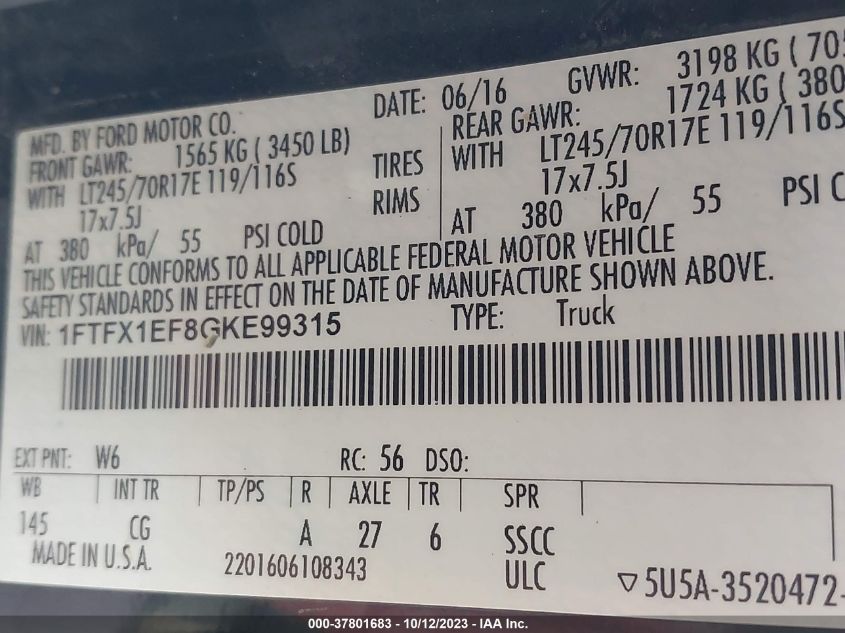 MFD. BY FORD MOTOR CO. DATE: 06/16 GVWR: 3198 KG ( 705
FRONT GAWR: 1565 KG ( 3450 LB) REAR GAWR: 1724 KG ( 380
WITH LT245/70R17E 119/116S TIRES WITH LT245/70R17E 119/116S
17x7.5J RIMS 17x7.5J
AT 380 kPa/ 55 PSI COLD AT 380 kPa/ 55 PSI C
THIS VEHICLE CONFORMS TO ALL APPLICABLE FEDERAL MOTOR VEHICLE
SAFETY STANDARDS IN EFFECT ON THE DATE OF MANUFACTURE SHOWN ABOVE.
VIN: 1FTFX1EF8GKE99315 TYPE: Truck
EXT PNT: W6 RC: 56 DSO:
WB INT TR TP/PS R AXLE TR SPR
145 CG A 27 6 SSCC
MADE IN U.S.A. 2201606108343 ULC ▽5U5A-3520472-
000-37801683 - 10/12/2023 - IAA Inc.